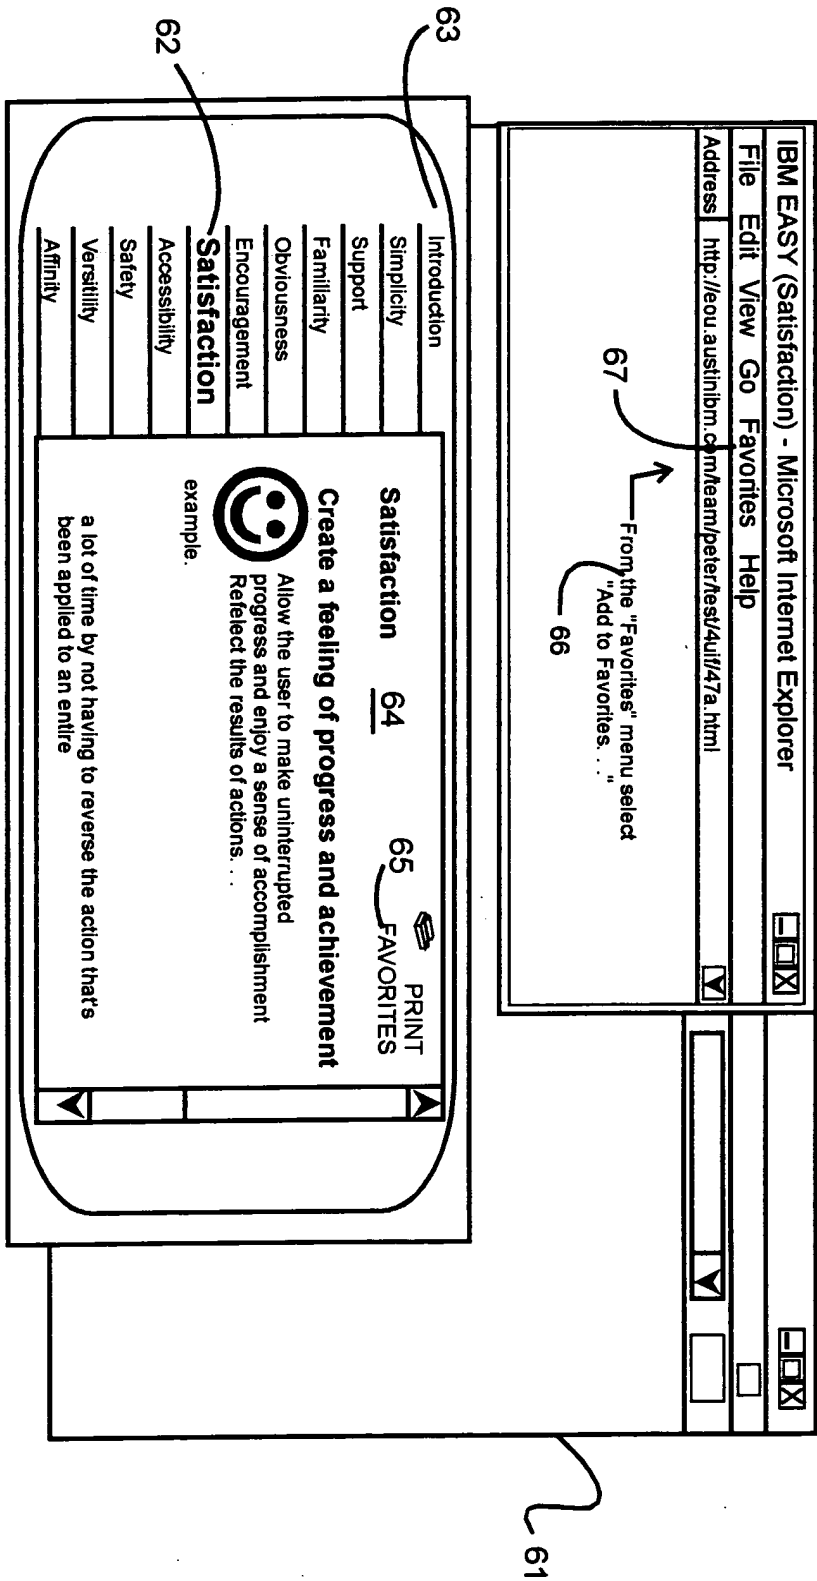 IBM EASY (Satisfaction) - Microsoft Internet Explorer
File Edit View Go Favorites Help
Address http://eou.austinibm.com/team/peter/test/4uif/47a.html
67
From the "Favorites" menu select
"Add to Favorites. . ."
66
61
63
62
Introduction
Simplicity
Support
Familiarity
Obviousness
Encouragement
Satisfaction
Accessibility
Safety
Verstility
Affinity
PRINT
Satisfaction 64 65 FAVORITES
Create a feeling of progress and achievement
Allow the user to make uninterrupted
progress and enjoy a sense of accomplishment
Refelect the results of actions. . .
example.
a lot of time by not having to reverse the action that's
been applied to an entire